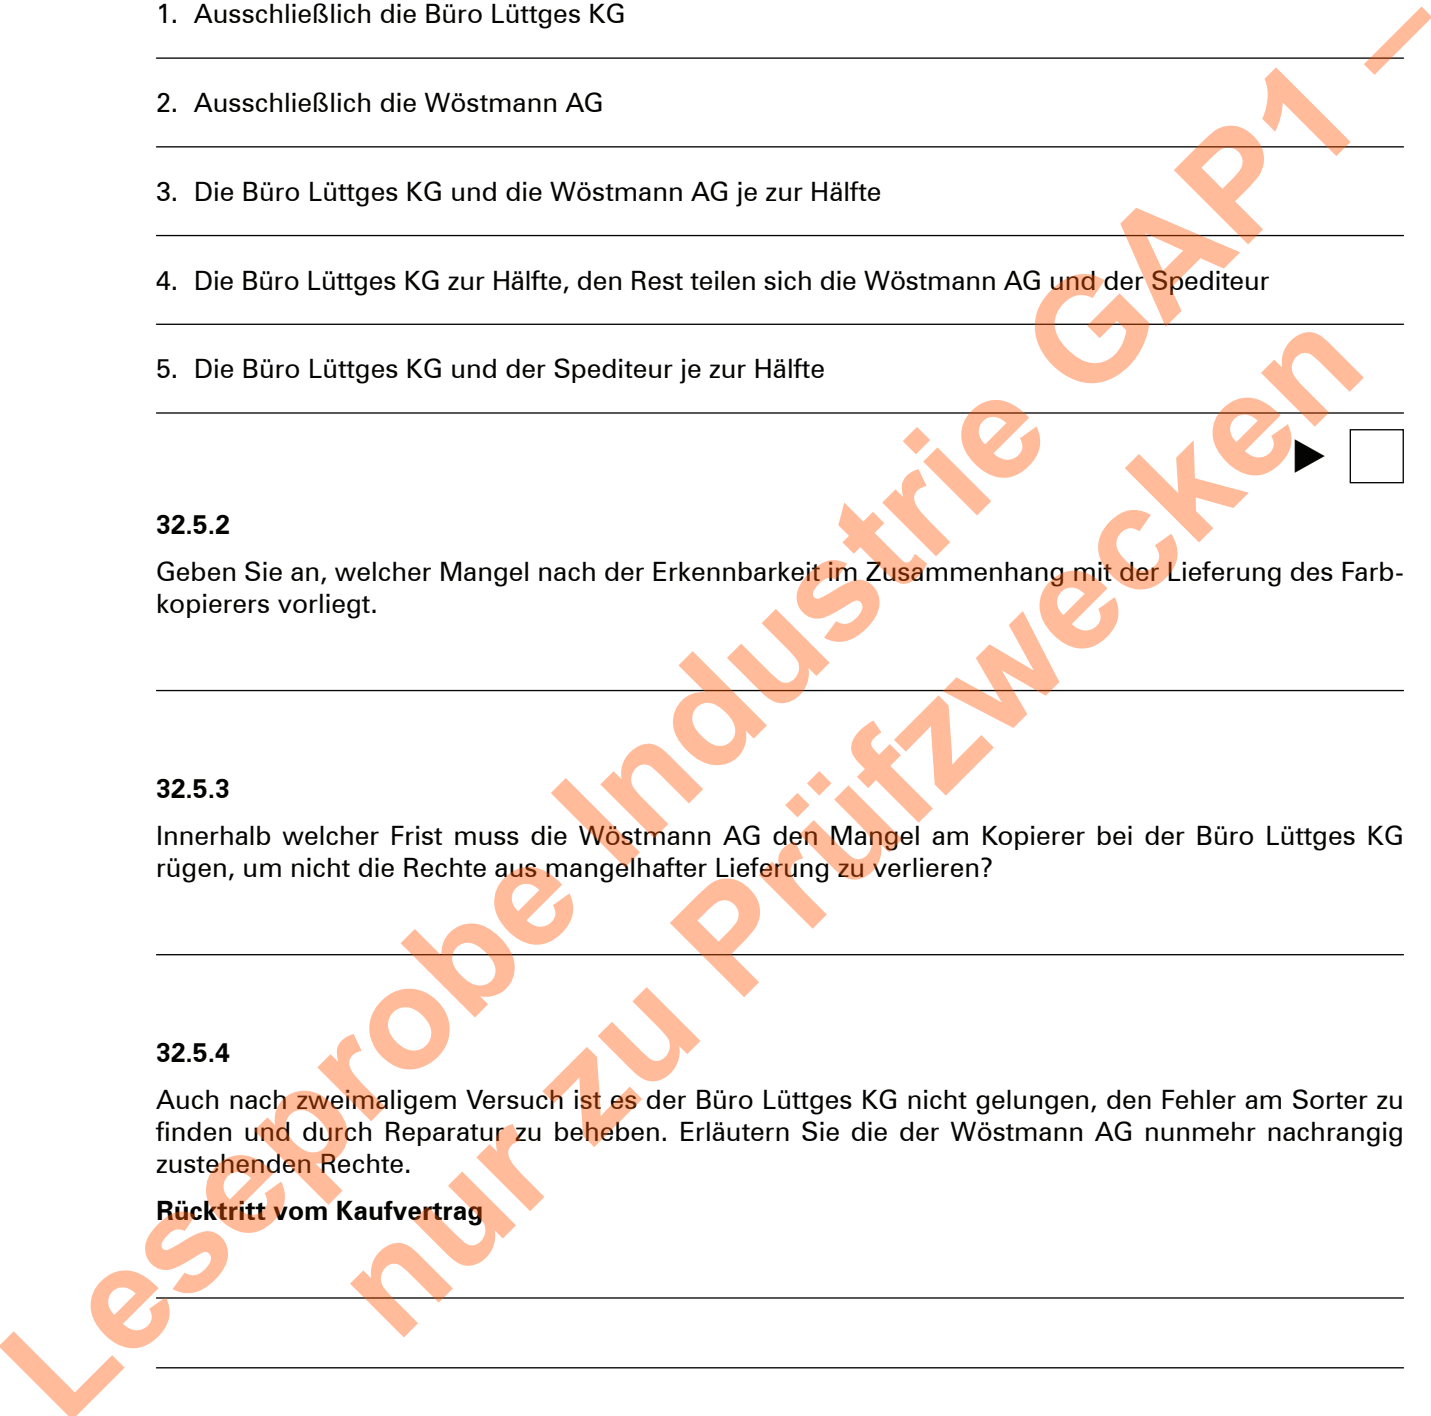 1. Ausschließlich die Büro Lüttges KG
2. Ausschließlich die Wöstmann AG
3. Die Büro Lüttges KG und die Wöstmann AG je zur Hälfte
4. Die Büro Lüttges KG zur Hälfte, den Rest teilen sich die Wöstmann AG und der Spediteur
5. Die Büro Lüttges KG und der Spediteur je zur Hälfte
32.5.2
Geben Sie an, welcher Mangel nach der Erkennbarkeit im Zusammenhang mit der Lieferung des Farb-
kopierers vorliegt.
32.5.3
Innerhalb welcher Frist muss die Wöstmann AG den Mangel am Kopierer bei der Büro Lüttges KG
rügen, um nicht die Rechte aus mangelhafter Lieferung zu verlieren?
32.5.4
Auch nach zweimaligem Versuch ist es der Büro Lüttges KG nicht gelungen, den Fehler am Sorter zu
finden und durch Reparatur zu beheben. Erläutern Sie die der Wöstmann AG nunmehr nachrangig
zustehenden Rechte.
Rücktritt vom Kaufvertrag
Leseprobe Industrie GAP1 –
nur zu Prüfzwecken